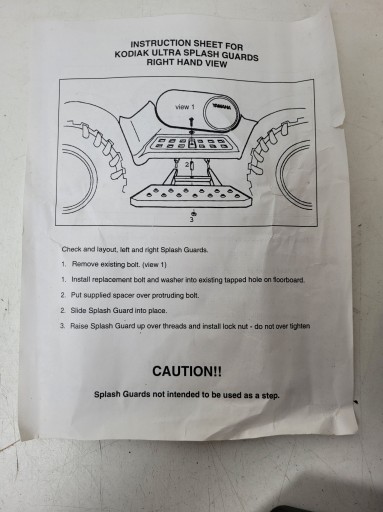 INSTRUCTION SHEET FOR
KODIAK ULTRA SPLASH GUARDS
RIGHT HAND VIEW
view 1
YAMAHA
2
3
Check and layout, left and right Splash Guards.
1. Remove existing bolt. (view 1)
1. Install replacement bolt and washer into existing tapped hole on floorboard.
2. Put supplied spacer over protruding bolt.
2. Slide Splash Guard into place.
3. Raise Splash Guard up over threads and install lock nut - do not over tighten
CAUTION!!
Splash Guards not intended to be used as a step.